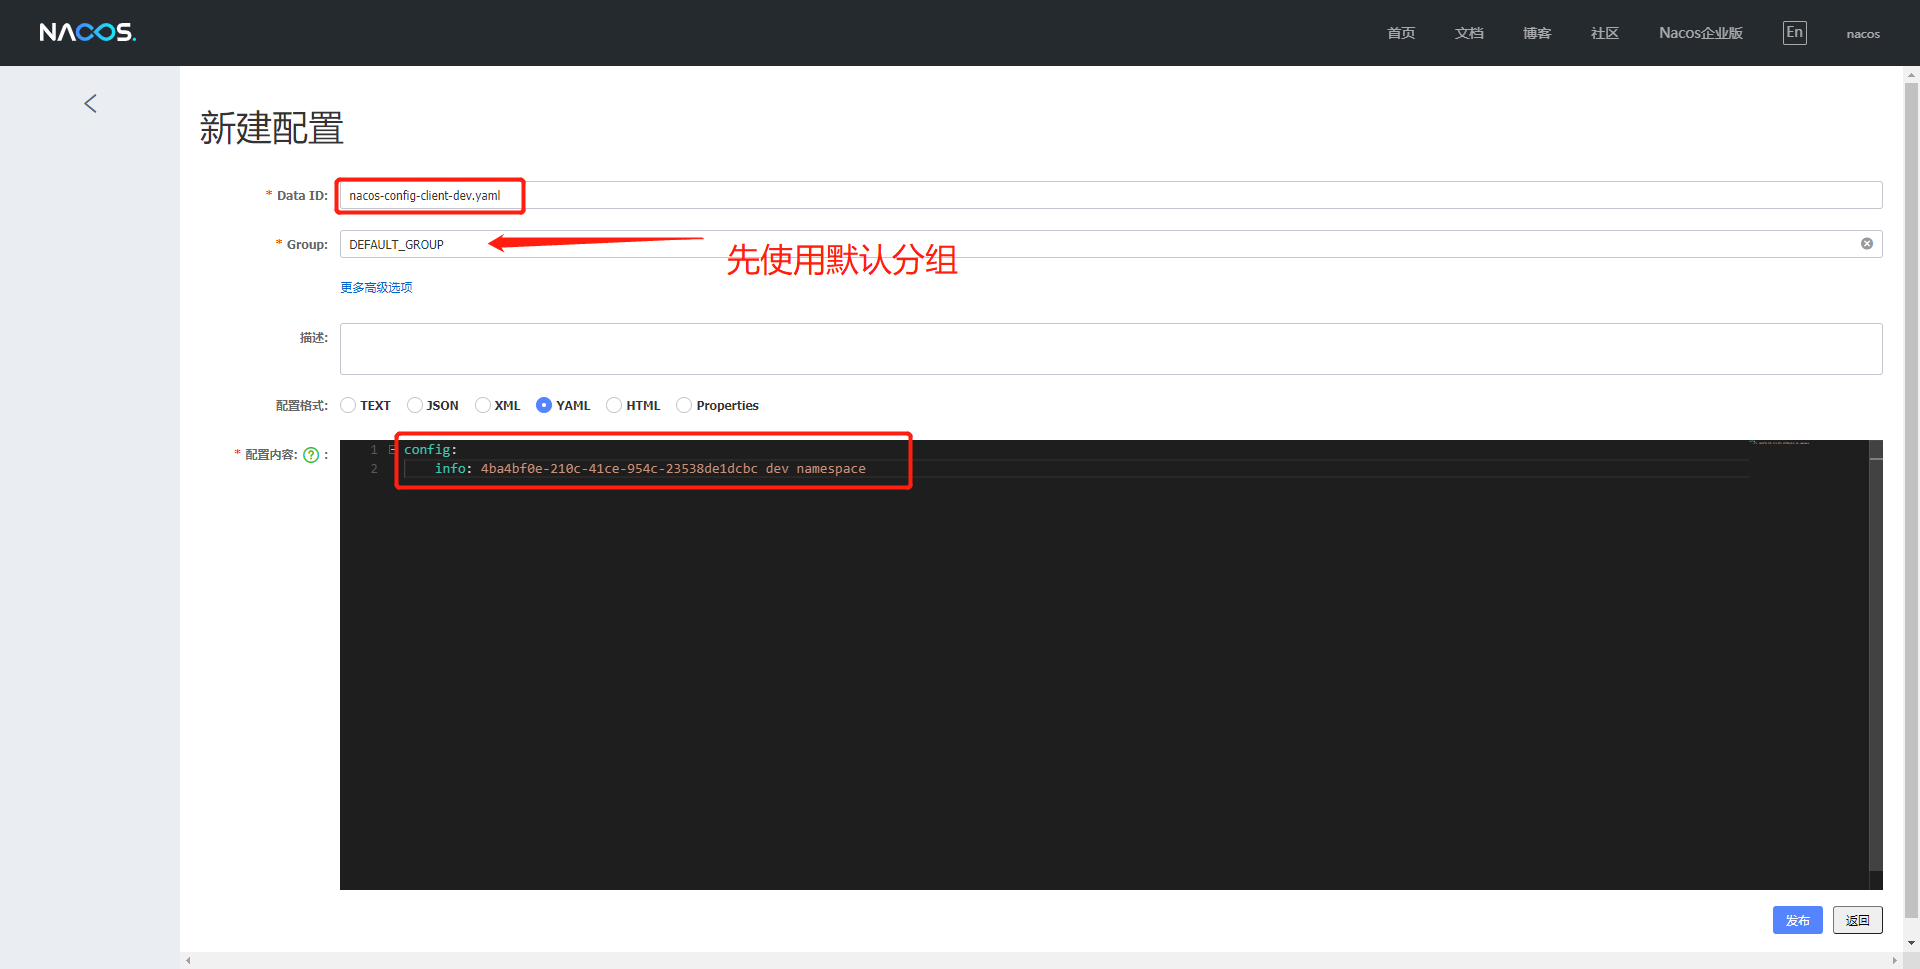 NACOS.
首页 文档 博客 社区 Nacos企业版 En nacos
新建配置
* Data ID: nacos-config-client-dev.yaml
* Group: DEFAULT_GROUP
先使用默认分组
更多高级选项
描述:
配置格式: TEXT JSON XML YAML HTML Properties
* 配置内容: ? :
1 config:
2 info: 4ba4bf0e-210c-41ce-954c-23538de1dcbc dev namespace
发布 返回